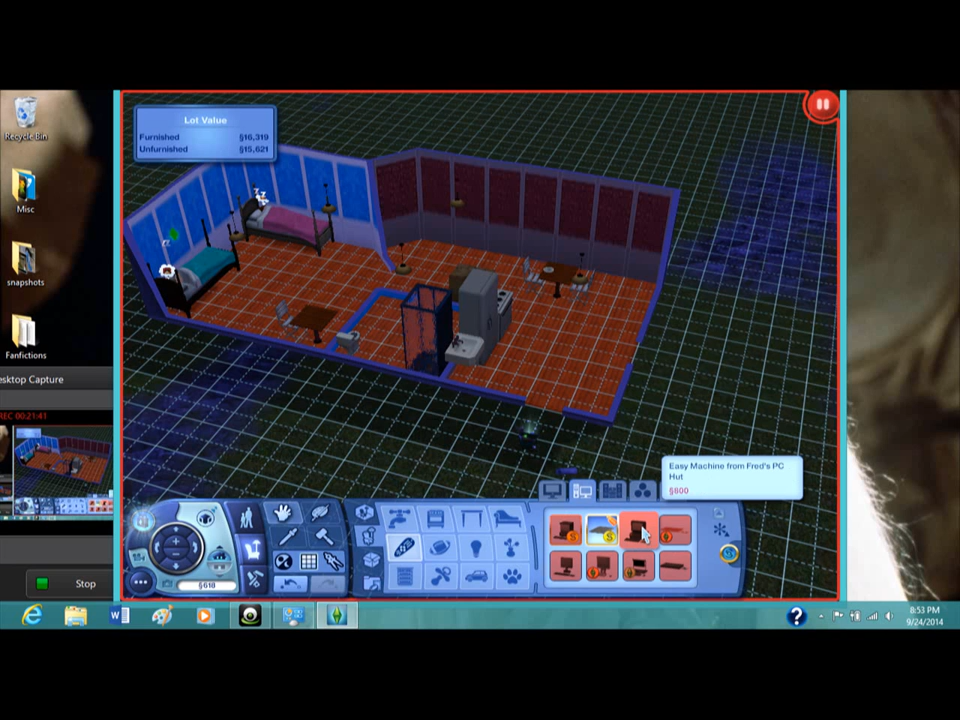 Recycle Bin
Misc
snapshots
Fanfictions
esktop Capture
REC 00:21:41
Stop
Lot Value
Furnished §16,319
Unfurnished §15,621
Easy Machine from Fred's PC
Hut
§800
§618
8:53 PM
9/24/2014